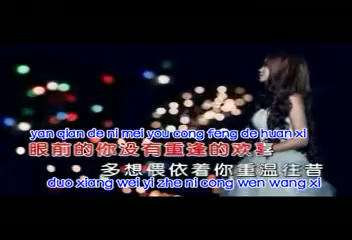 yan qian de ni mei you cong feng de huan xi
眼前的你没有重逢的欢喜
多想偎依着你重温往昔
duo xiang wei yi zhe ni cong wen wang xi